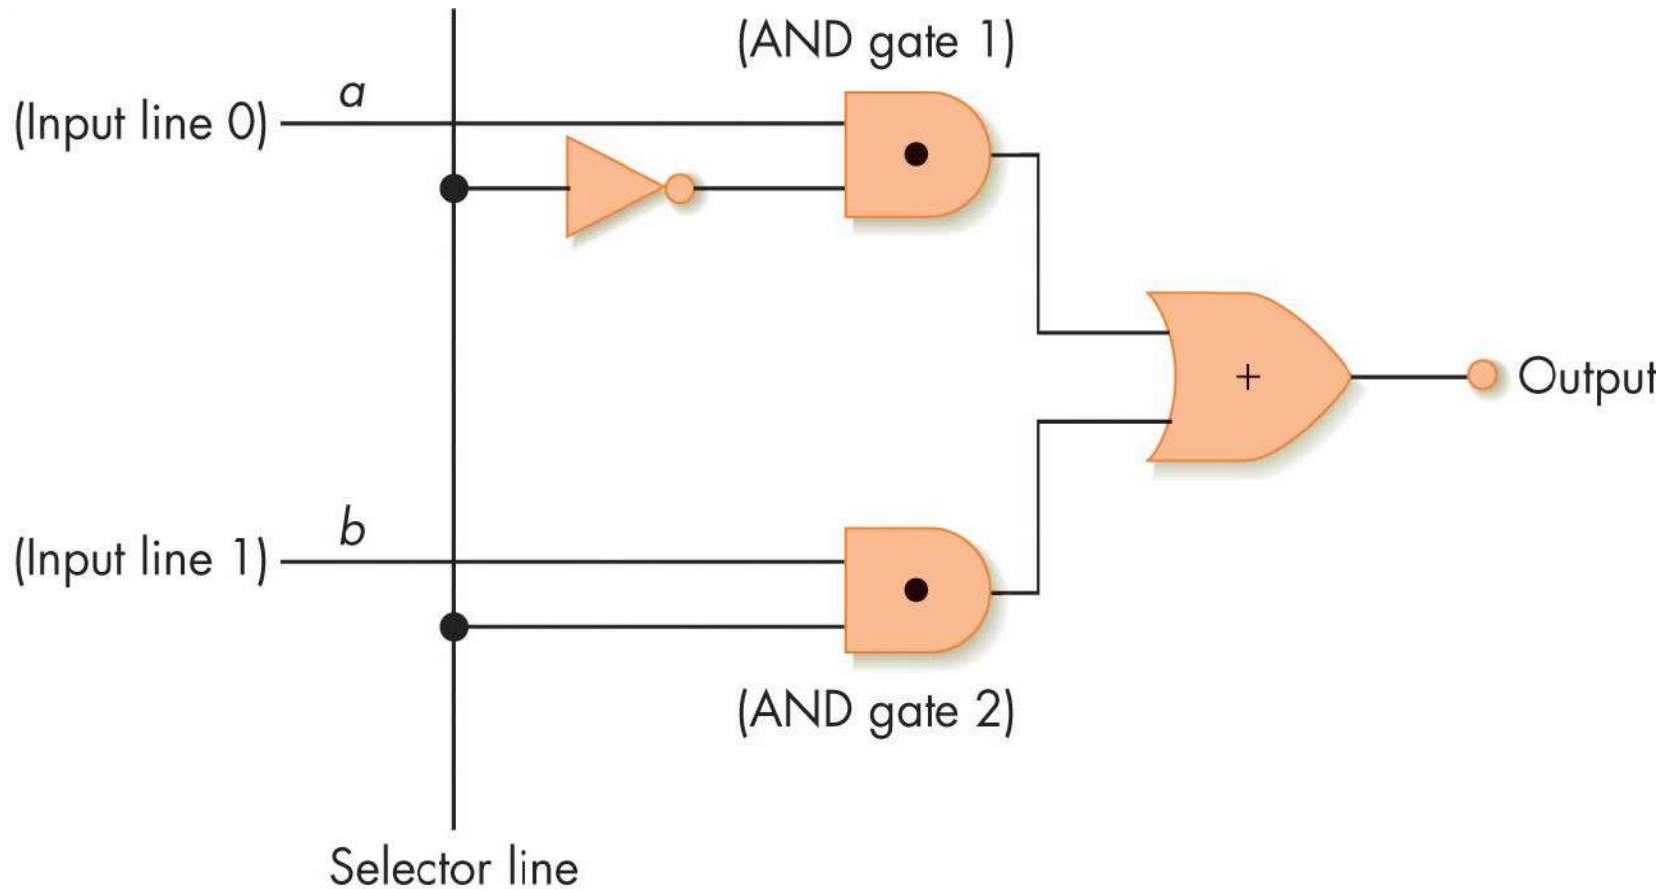 (AND gate 1)
a
(Input line 0)
+
Output
b
(Input line 1)
(AND gate 2)
Selector line